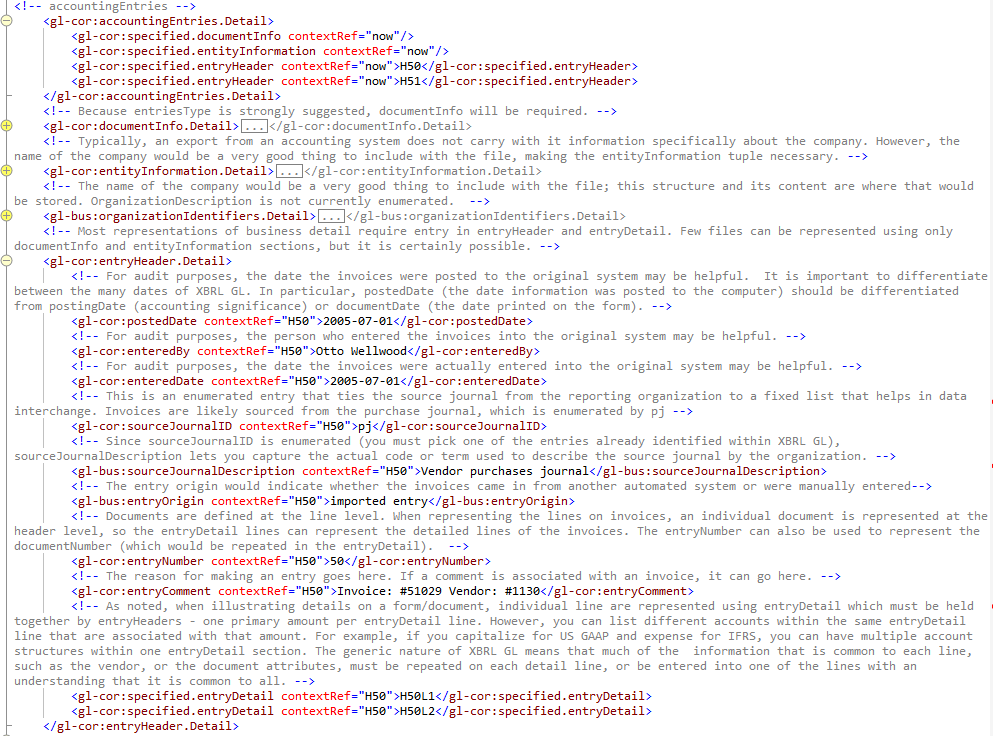 <!-- accountingEntries -->
<gl-cor:accountingEntries.Detail>
<gl-cor:specified.documentInfo contextRef="now"/>
<gl-cor:specified.entityInformation contextRef="now"/>
<gl-cor:specified.entryHeader contextRef="now">H50</gl-cor:specified.entryHeader>
<gl-cor:specified.entryHeader contextRef="now">H51</gl-cor:specified.entryHeader>
</gl-cor:accountingEntries.Detail>
<!-- Because entriesType is strongly suggested, documentInfo will be required. -->
<gl-cor:documentInfo.Detail>...</gl-cor:documentInfo.Detail>
<!-- Typically, an export from an accounting system does not carry with it information specifically about the company. However, the
name of the company would be a very good thing to include with the file, making the entityInformation tuple necessary. -->
<gl-cor:entityInformation.Detail>...</gl-cor:entityInformation.Detail>
<!-- The name of the company would be a very good thing to include with the file; this structure and its content are where that would
be stored. OrganizationDescription is not currently enumerated.  -->
<gl-bus:organizationIdentifiers.Detail>...</gl-bus:organizationIdentifiers.Detail>
<!-- Most representations of business detail require entry in entryHeader and entryDetail. Few files can be represented using only
documentInfo and entityInformation sections, but it is certainly possible. -->
<gl-cor:entryHeader.Detail>
<!-- For audit purposes, the date the invoices were posted to the original system may be helpful.  It is important to differentiate
between the many dates of XBRL GL. In particular, postedDate (the date information was posted to the computer) should be differentiated
from postingDate (accounting significance) or documentDate (the date printed on the form). -->
<gl-cor:postedDate contextRef="H50">2005-07-01</gl-cor:postedDate>
<!-- For audit purposes, the person who entered the invoices into the original system may be helpful. -->
<gl-cor:enteredBy contextRef="H50">Otto Wellwood</gl-cor:enteredBy>
<!-- For audit purposes, the date the invoices were actually entered into the original system may be helpful. -->
<gl-cor:enteredDate contextRef="H50">2005-07-01</gl-cor:enteredDate>
<!-- This is an enumerated entry that ties the source journal from the reporting organization to a fixed list that helps in data
interchange. Invoices are likely sourced from the purchase journal, which is enumerated by pj -->
<gl-cor:sourceJournalID contextRef="H50">pj</gl-cor:sourceJournalID>
<!-- Since sourceJournalID is enumerated (you must pick one of the entries already identified within XBRL GL),
sourceJournalDescription lets you capture the actual code or term used to describe the source journal by the organization. -->
<gl-bus:sourceJournalDescription contextRef="H50">Vendor purchases journal</gl-bus:sourceJournalDescription>
<!-- The entry origin would indicate whether the invoices came in from another automated system or were manually entered-->
<gl-bus:entryOrigin contextRef="H50">imported entry</gl-bus:entryOrigin>
<!-- Documents are defined at the line level. When representing the lines on invoices, an individual document is represented at the
header level, so the entryDetail lines can represent the detailed lines of the invoices. The entryNumber can also be used to represent the
documentNumber (which would be repeated in the entryDetail).  -->
<gl-cor:entryNumber contextRef="H50">50</gl-cor:entryNumber>
<!-- The reason for making an entry goes here. If a comment is associated with an invoice, it can go here. -->
<gl-cor:entryComment contextRef="H50">Invoice: #51029 Vendor: #1130</gl-cor:entryComment>
<!-- As noted, when illustrating details on a form/document, individual line are represented using entryDetail which must be held
together by entryHeaders - one primary amount per entryDetail line. However, you can list different accounts within the same entryDetail
line that are associated with that amount. For example, if you capitalize for US GAAP and expense for IFRS, you can have multiple account
structures within one entryDetail section. The generic nature of XBRL GL means that much of the  information that is common to each line,
such as the vendor, or the document attributes, must be repeated on each detail line, or be entered into one of the lines with an
understanding that it is common to all. -->
<gl-cor:specified.entryDetail contextRef="H50">H50L1</gl-cor:specified.entryDetail>
<gl-cor:specified.entryDetail contextRef="H50">H50L2</gl-cor:specified.entryDetail>
</gl-cor:entryHeader.Detail>